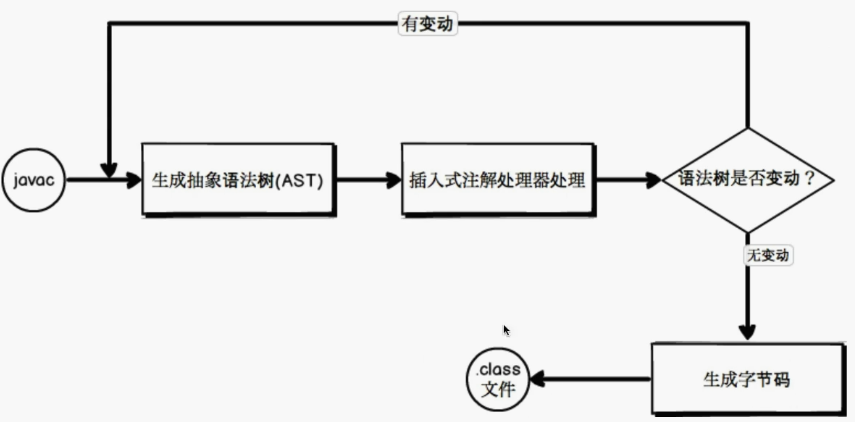 有变动
javac
生成抽象语法树(AST)
插入式注解处理器处理
语法树是否变动？
无变动
.class
文件
生成字节码